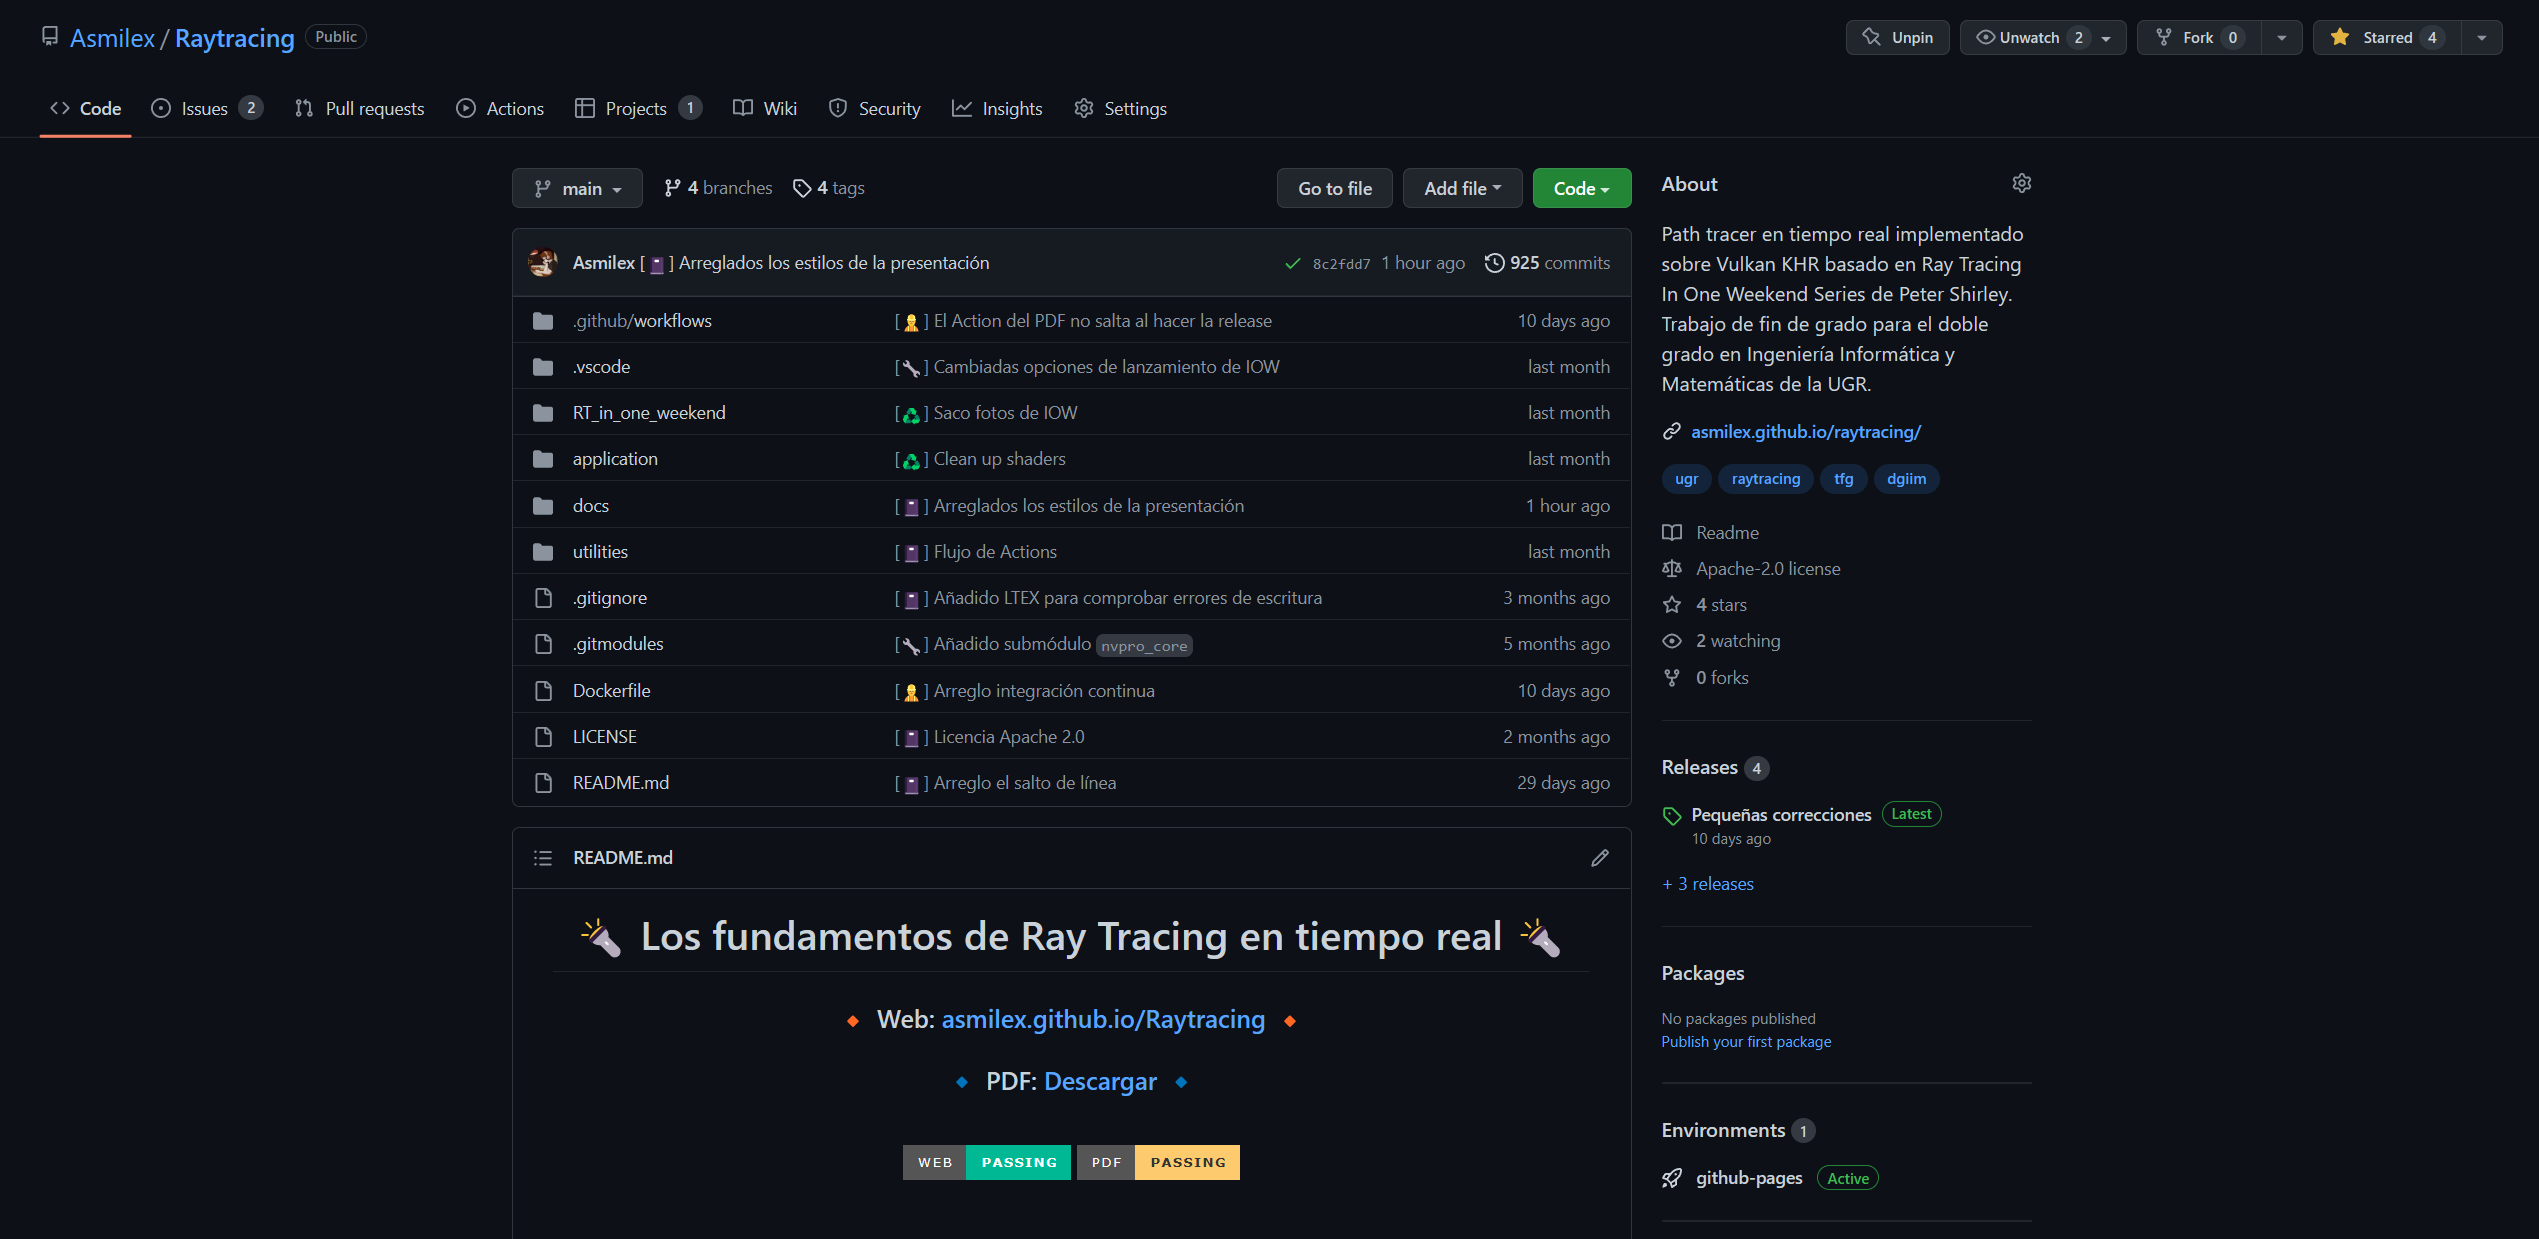 Asmilex / Raytracing Public
Unpin Unwatch 2 Fork 0 Starred 4
Code Issues 2 Pull requests Actions Projects 1 Wiki Security Insights Settings
main 4 branches 4 tags Go to file Add file Code
Asmilex [ ] Arreglados los estilos de la presentación 8c2fdd7 1 hour ago 925 commits
.github/workflows [ ] El Action del PDF no salta al hacer la release 10 days ago
.vscode [ ] Cambiadas opciones de lanzamiento de IOW last month
RT_in_one_weekend [ ] Saco fotos de IOW last month
application [ ] Clean up shaders last month
docs [ ] Arreglados los estilos de la presentación 1 hour ago
utilities [ ] Flujo de Actions last month
.gitignore [ ] Añadido LTEX para comprobar errores de escritura 3 months ago
.gitmodules [ ] Añadido submódulo nvpro_core 5 months ago
Dockerfile [ ] Arreglo integración continua 10 days ago
LICENSE [ ] Licencia Apache 2.0 2 months ago
README.md [ ] Arreglo el salto de línea 29 days ago
README.md
Los fundamentos de Ray Tracing en tiempo real
Web: asmilex.github.io/Raytracing
PDF: Descargar
WEB PASSING PDF PASSING
About
Path tracer en tiempo real implementado
sobre Vulkan KHR basado en Ray Tracing
In One Weekend Series de Peter Shirley.
Trabajo de fin de grado para el doble
grado en Ingeniería Informática y
Matemáticas de la UGR.
asmilex.github.io/raytracing/
ugr raytracing tfg dgiim
Readme
Apache-2.0 license
4 stars
2 watching
0 forks
Releases 4
Pequeñas correcciones Latest
10 days ago
+ 3 releases
Packages
No packages published
Publish your first package
Environments 1
github-pages Active